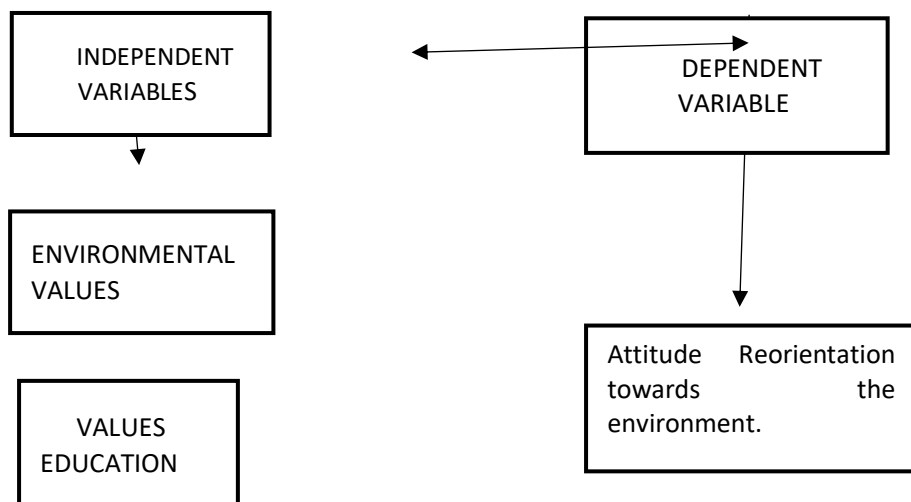 INDEPENDENT
VARIABLES
DEPENDENT
VARIABLE
ENVIRONMENTAL
VALUES
Attitude Reorientation
towards the
environment.
VALUES
EDUCATION